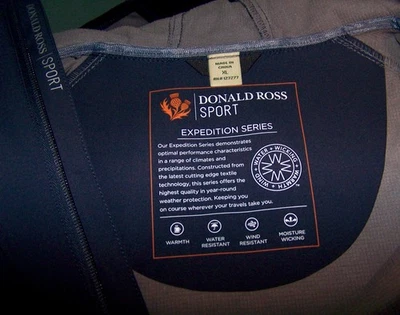 DONALD ROSS | SPORT
MADE IN
XL
DONALD ROSS
SPORT
EXPEDITION SERIES
Our Expedition Series demonstrates
optimal performance characteristics
in a range of climates and
precipitations. Constructed from
the latest cutting edge textile
technology, this series offers the
highest quality in year-round
weather protection. Keeping you
on course wherever your travels take you.
WATER • WICKING • WARMTH • WIND •
WARMTH
WATER
RESISTANT
WIND
RESISTANT
MOISTURE
WICKING